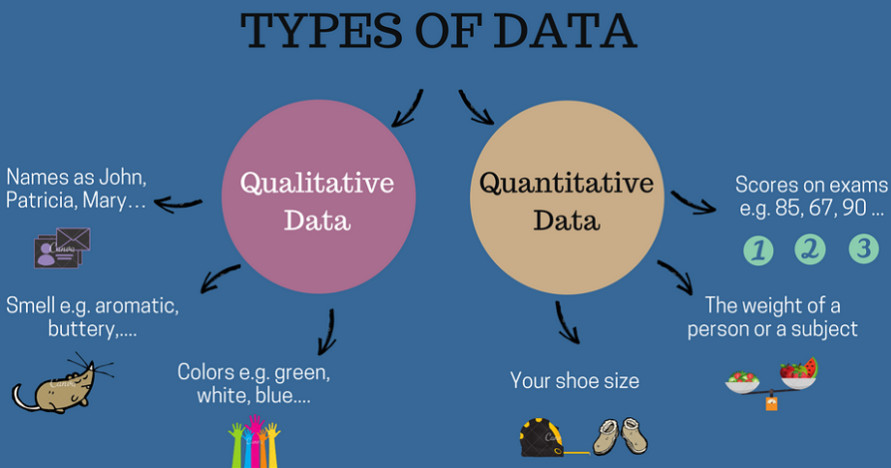 TYPES OF DATA
Qualitative
Data
Quantitative
Data
Names as John,
Patricia, Mary...
Scores on exams
e.g. 85, 67, 90 ...
1 2 3
Smell e.g. aromatic,
buttery,....
The weight of a
person or a subject
Colors e.g. green,
white, blue....
Your shoe size